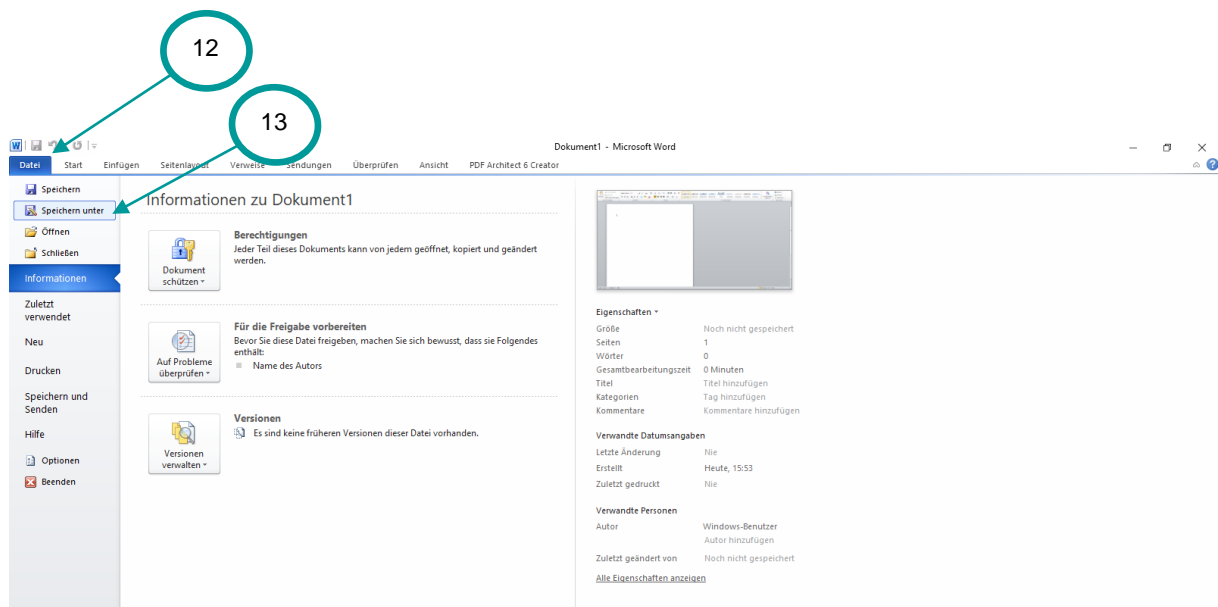 12
13
Dokument1 - Microsoft Word
Datei Start Einfügen Seitenlayout Verweise Sendungen Überprüfen Ansicht PDF Architect 6 Creator
Speichern
Speichern unter
Öffnen
Schließen
Informationen
Zuletzt
verwendet
Neu
Drucken
Speichern und
Senden
Hilfe
Optionen
Beenden
Informationen zu Dokument1
Dokument
schützen
Berechtigungen
Jeder Teil dieses Dokuments kann von jedem geöffnet, kopiert und geändert
werden.
Auf Probleme
überprüfen
Für die Freigabe vorbereiten
Bevor Sie diese Datei freigeben, machen Sie sich bewusst, dass sie Folgendes
enthält:
Name des Autors
Versionen
verwalten
Versionen
Es sind keine früheren Versionen dieser Datei vorhanden.
Eigenschaften
Größe Noch nicht gespeichert
Seiten 1
Wörter 0
Gesamtbearbeitungszeit 0 Minuten
Titel Titel hinzufügen
Kategorien Tag hinzufügen
Kommentare Kommentare hinzufügen
Verwandte Datumsangaben
Letzte Änderung Nie
Erstellt Heute, 15:53
Zuletzt gedruckt Nie
Verwandte Personen
Autor Windows-Benutzer
Autor hinzufügen
Zuletzt geändert von Noch nicht gespeichert
Alle Eigenschaften anzeigen